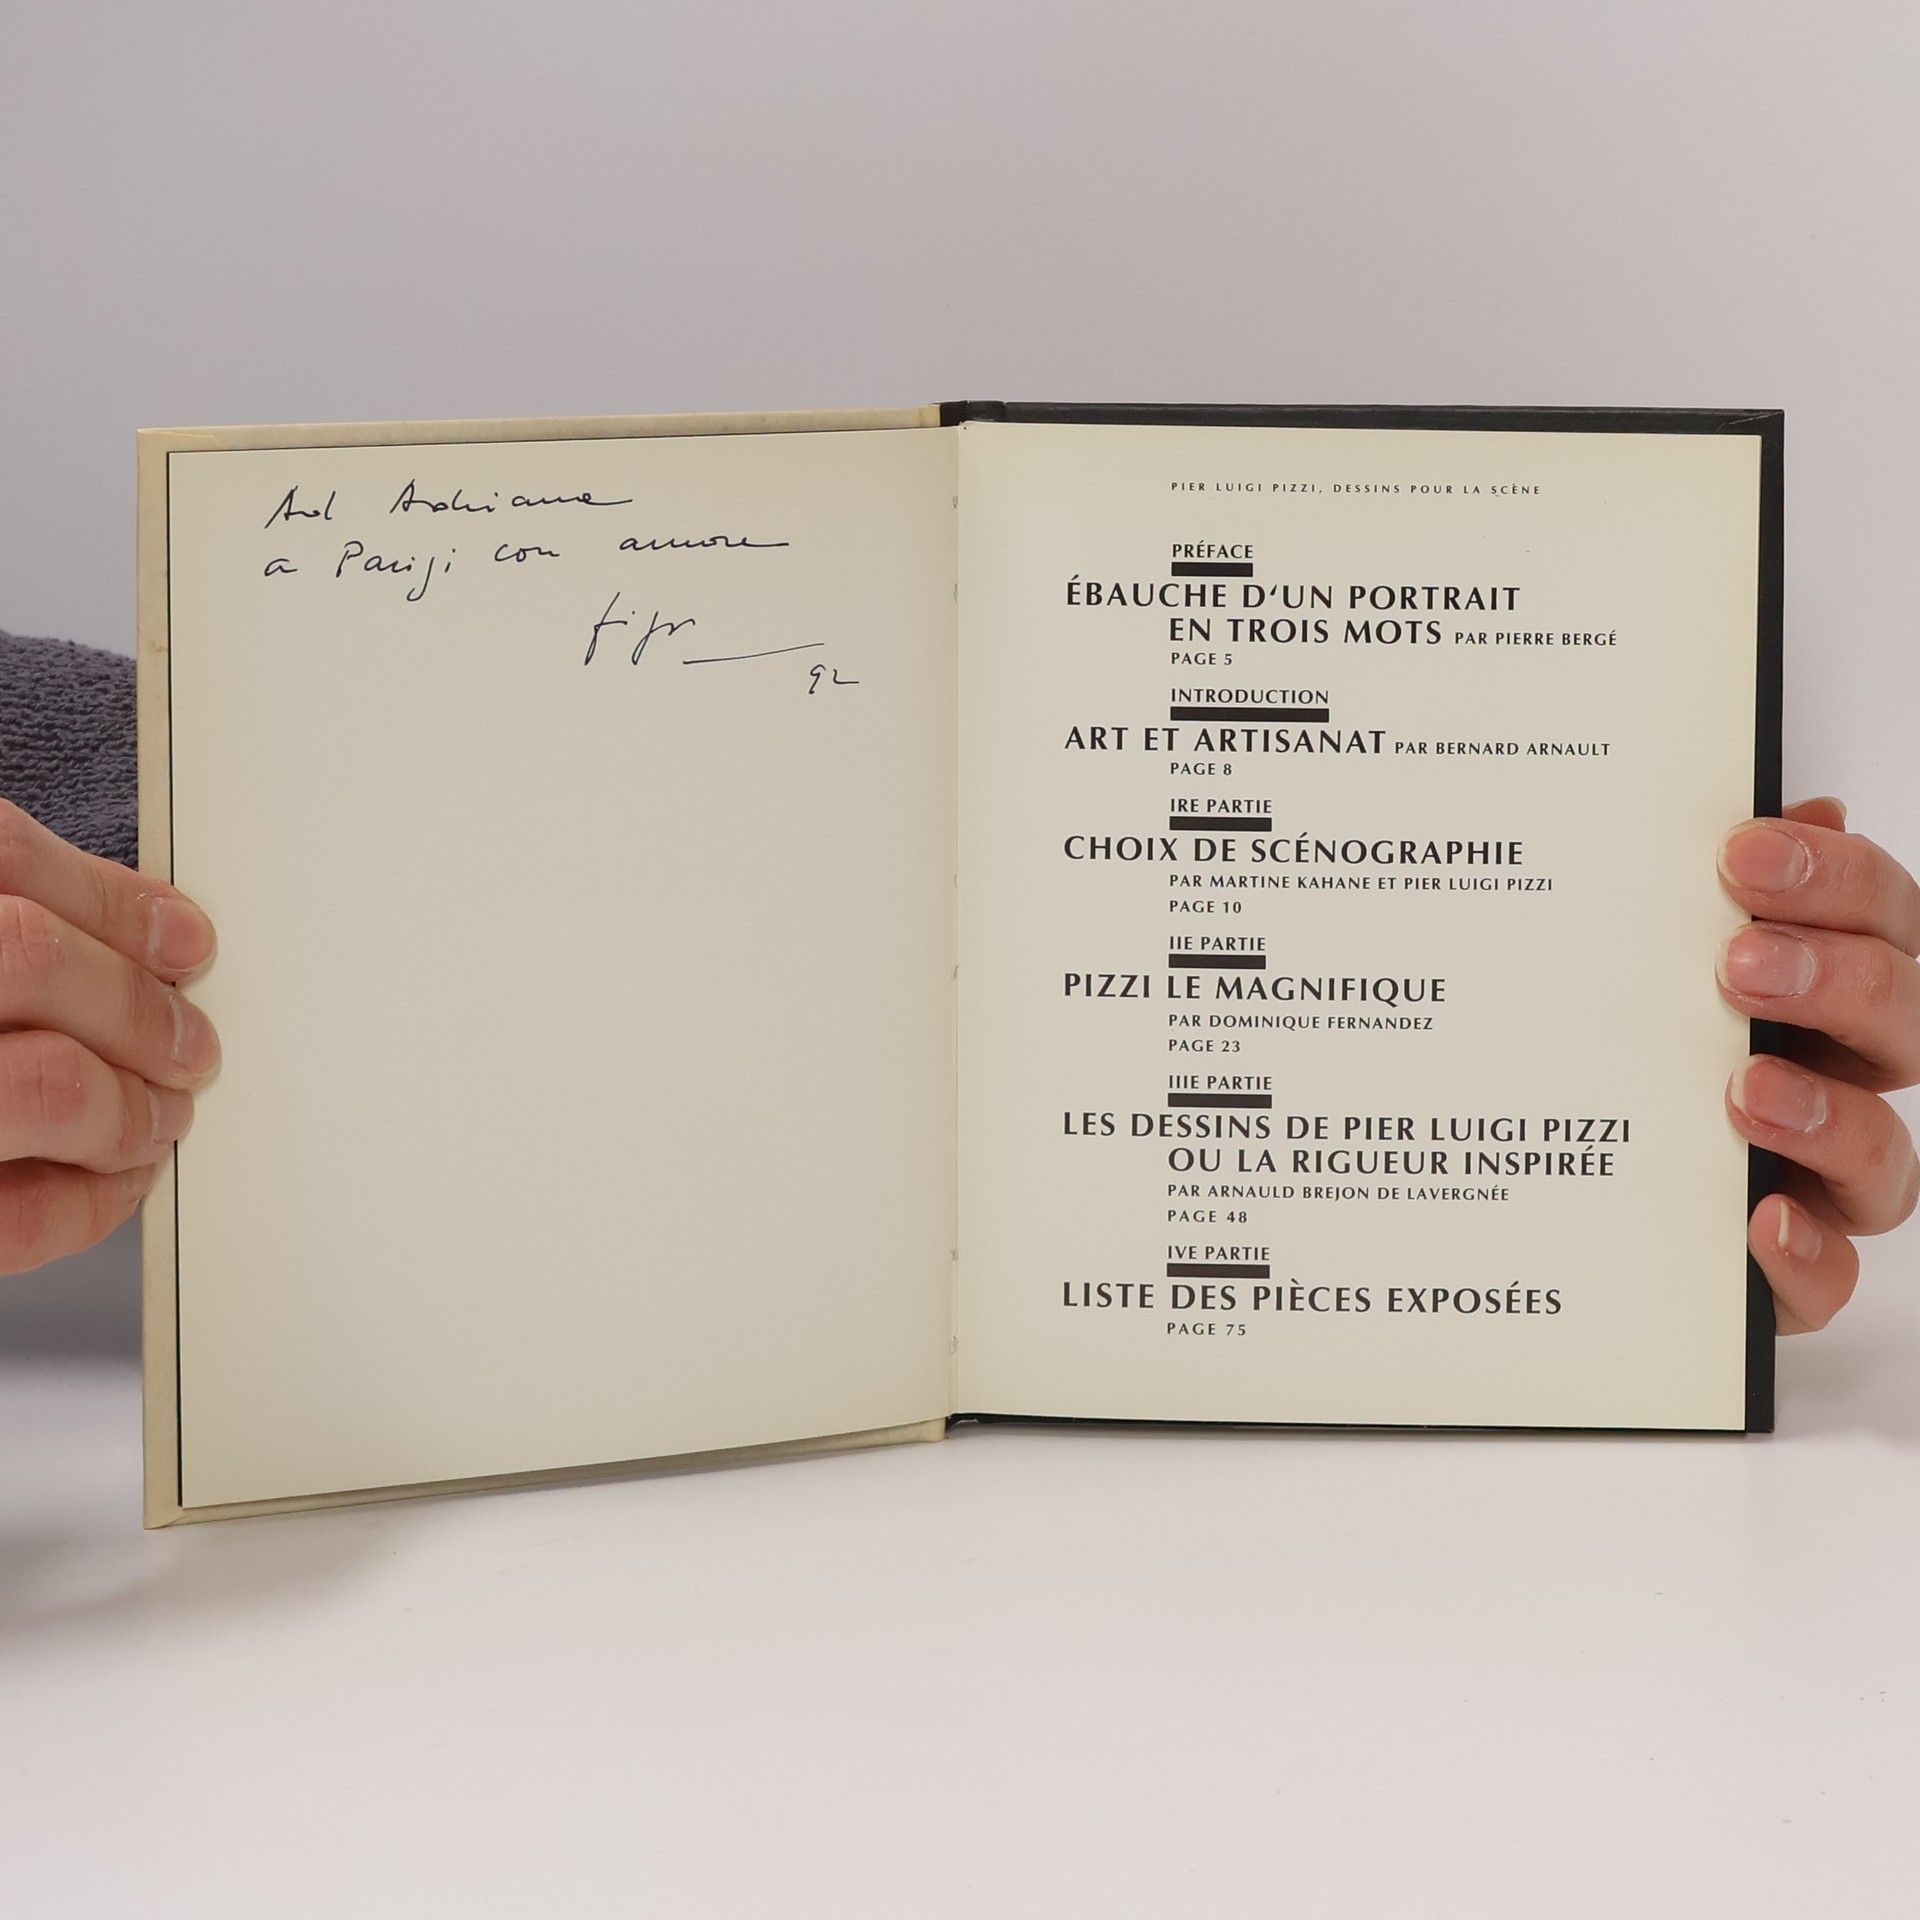 Ad Adriana
a Parigi con amore
92
PIER LUIGI PIZZI, DESSINS POUR LA SCÈNE
PRÉFACE
ÉBAUCHE D‘UN PORTRAIT
EN TROIS MOTS PAR PIERRE BERGÉ
PAGE 5
INTRODUCTION
ART ET ARTISANAT PAR BERNARD ARNAULT
PAGE 8
IRE PARTIE
CHOIX DE SCÉNOGRAPHIE
PAR MARTINE KAHANE ET PIER LUIGI PIZZI
PAGE 10
IIE PARTIE
PIZZI LE MAGNIFIQUE
PAR DOMINIQUE FERNANDEZ
PAGE 23
IIIE PARTIE
LES DESSINS DE PIER LUIGI PIZZI
OU LA RIGUEUR INSPIRÉE
PAR ARNAULD BREJON DE LAVERGNÉE
PAGE 48
IVE PARTIE
LISTE DES PIÈCES EXPOSÉES
PAGE 75